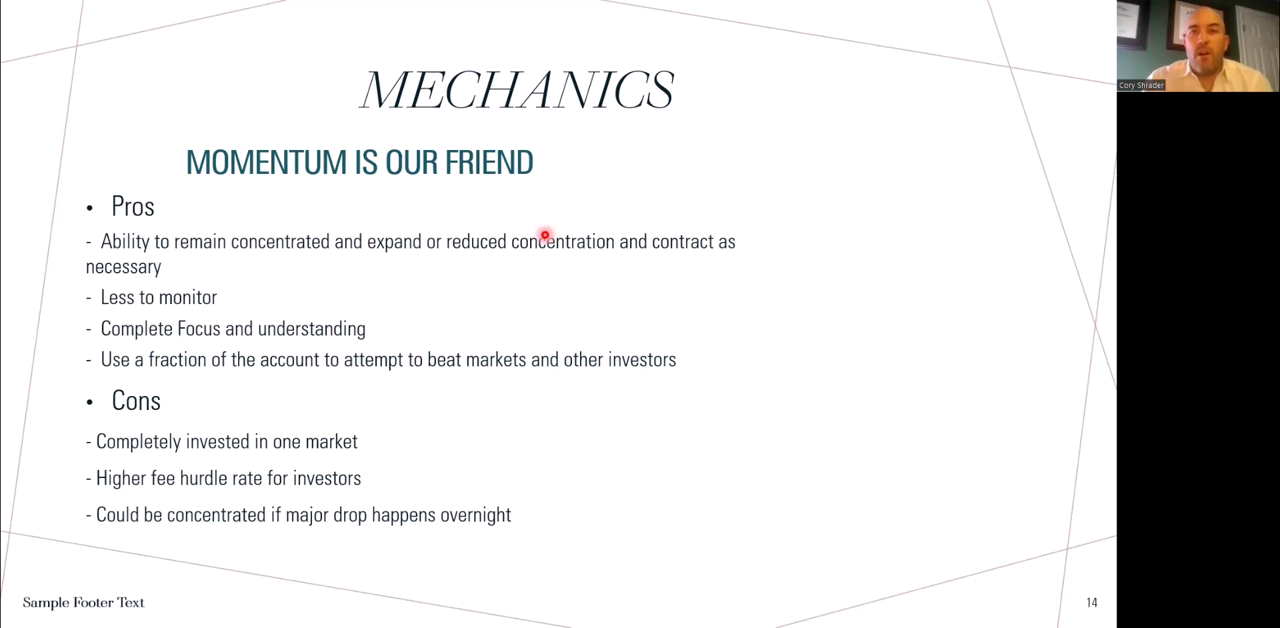 MECHANICS
MOMENTUM IS OUR FRIEND
• Pros
- Ability to remain concentrated and expand or reduced concentration and contract as
necessary
- Less to monitor
- Complete Focus and understanding
- Use a fraction of the account to attempt to beat markets and other investors
• Cons
- Completely invested in one market
- Higher fee hurdle rate for investors
- Could be concentrated if major drop happens overnight
Sample Footer Text
14
Cory Shrader